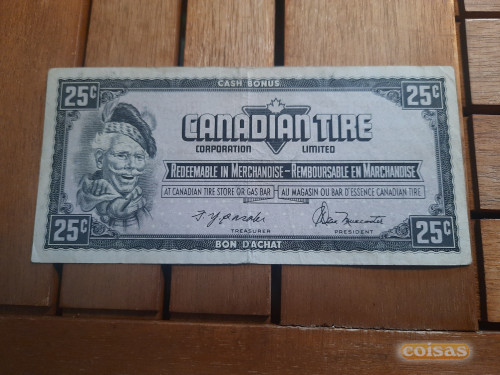 CASH BONUS
25¢ 25¢
CANADIAN TIRE
CORPORATION LIMITED
REDEEMABLE IN MERCHANDISE - REMBOURSABLE EN MARCHANDISE
AT CANADIAN TIRE STORE OR GAS BAR AU MAGASIN OU BAR D'ESSENCE CANADIAN TIRE
TREASURER PRESIDENT
25¢ 25¢
BON D'ACHAT
coisas